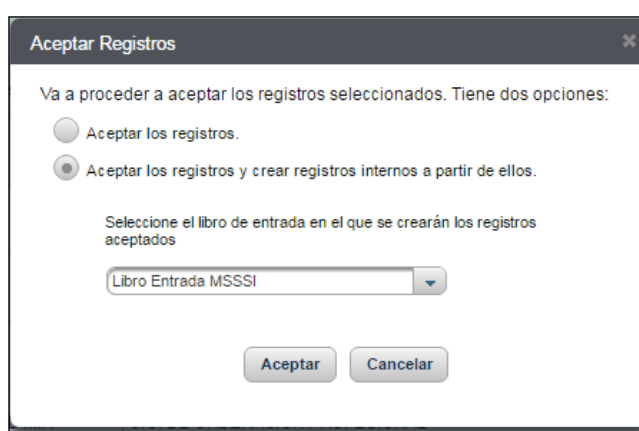 Aceptar Registros
Va a proceder a aceptar los registros seleccionados. Tiene dos opciones:
Aceptar los registros.
Aceptar los registros y crear registros internos a partir de ellos.
Seleccione el libro de entrada en el que se crearán los registros
aceptados
Libro Entrada MSSSI
Aceptar Cancelar